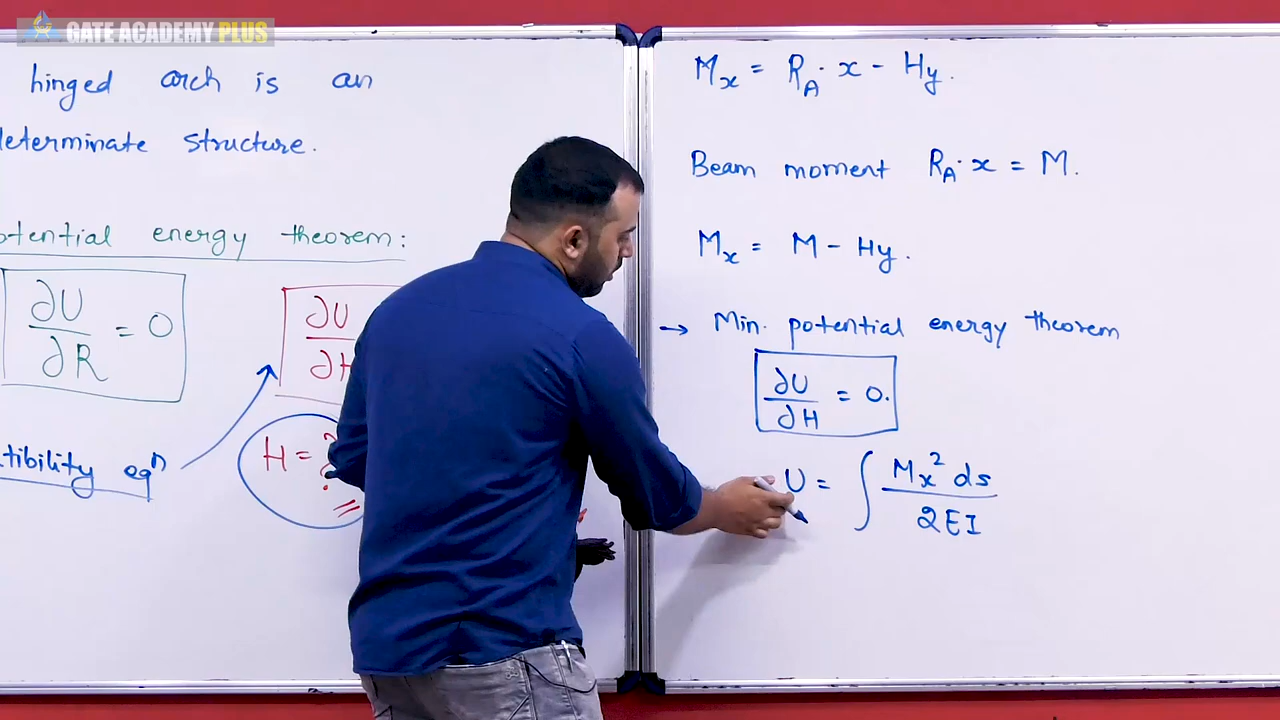 GATE ACADEMY PLUS
hinged arch is an
determinate structure.
potential energy theorem:
∂U/∂R = 0
∂U
H = ?
tibility eqⁿ
Mx = RA·x - Hy.
Beam moment RA·x = M.
Mx = M - Hy.
→ Min. potential energy theorem
∂U/∂H = 0.
U = ∫ Mx² ds / 2EI